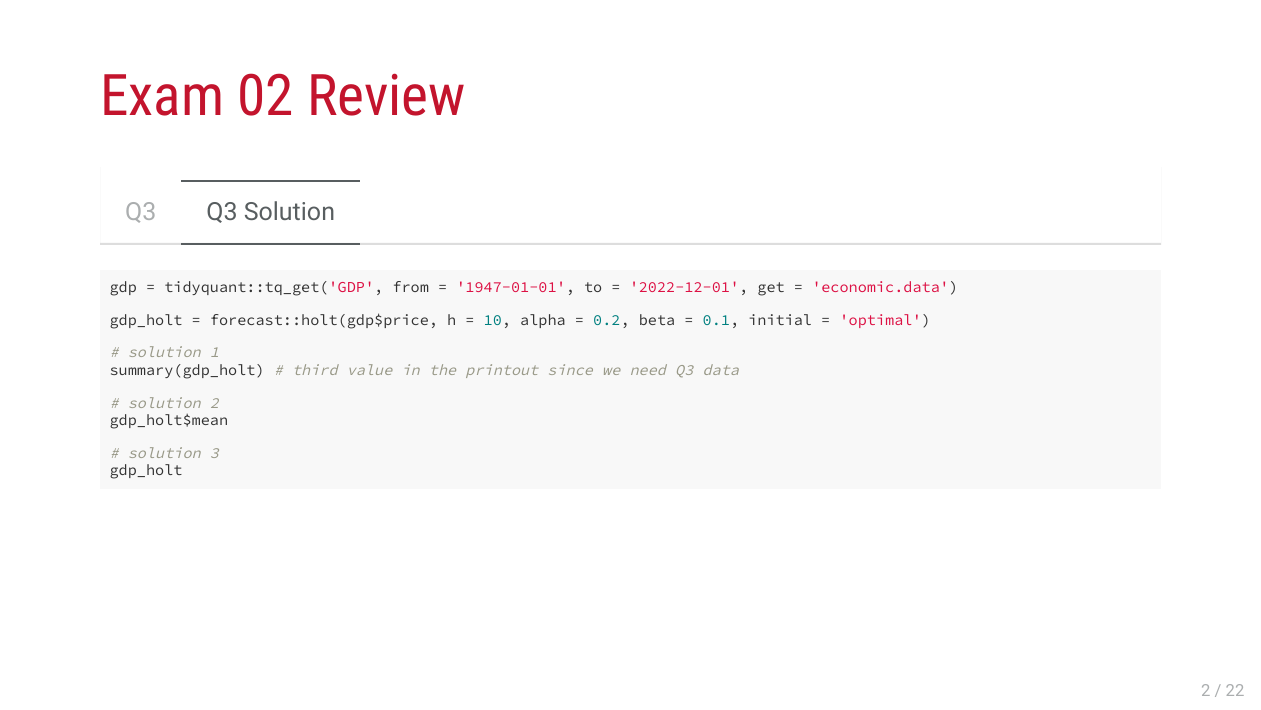 Exam 02 Review
Q3
Q3 Solution
gdp = tidyquant::tq_get('GDP', from = '1947-01-01', to = '2022-12-01', get = 'economic.data')
gdp_holt = forecast::holt(gdp$price, h = 10, alpha = 0.2, beta = 0.1, initial = 'optimal')
# solution 1
summary(gdp_holt) # third value in the printout since we need Q3 data
# solution 2
gdp_holt$mean
# solution 3
gdp_holt
2 / 22